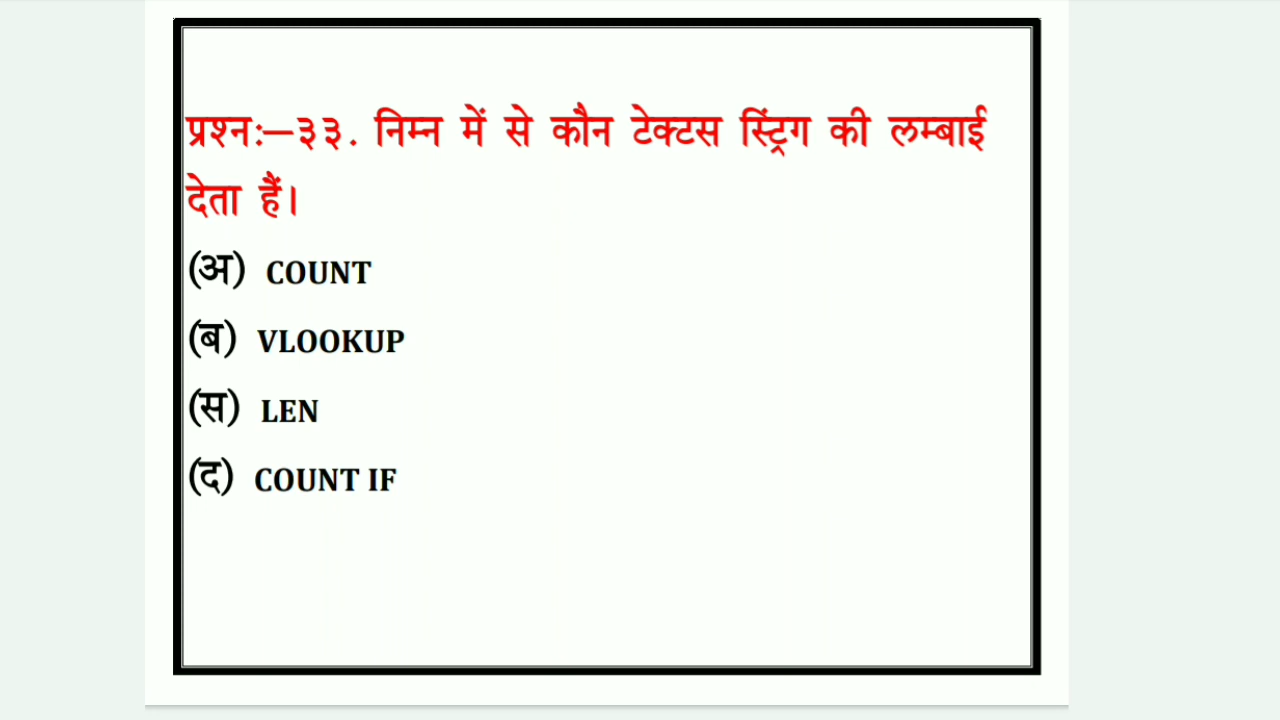 प्रश्नः–३३. निम्न में से कौन टेक्टस स्ट्रिंग की लम्बाई
देता हैं।
(अ) COUNT
(ब) VLOOKUP
(स) LEN
(द) COUNT IF